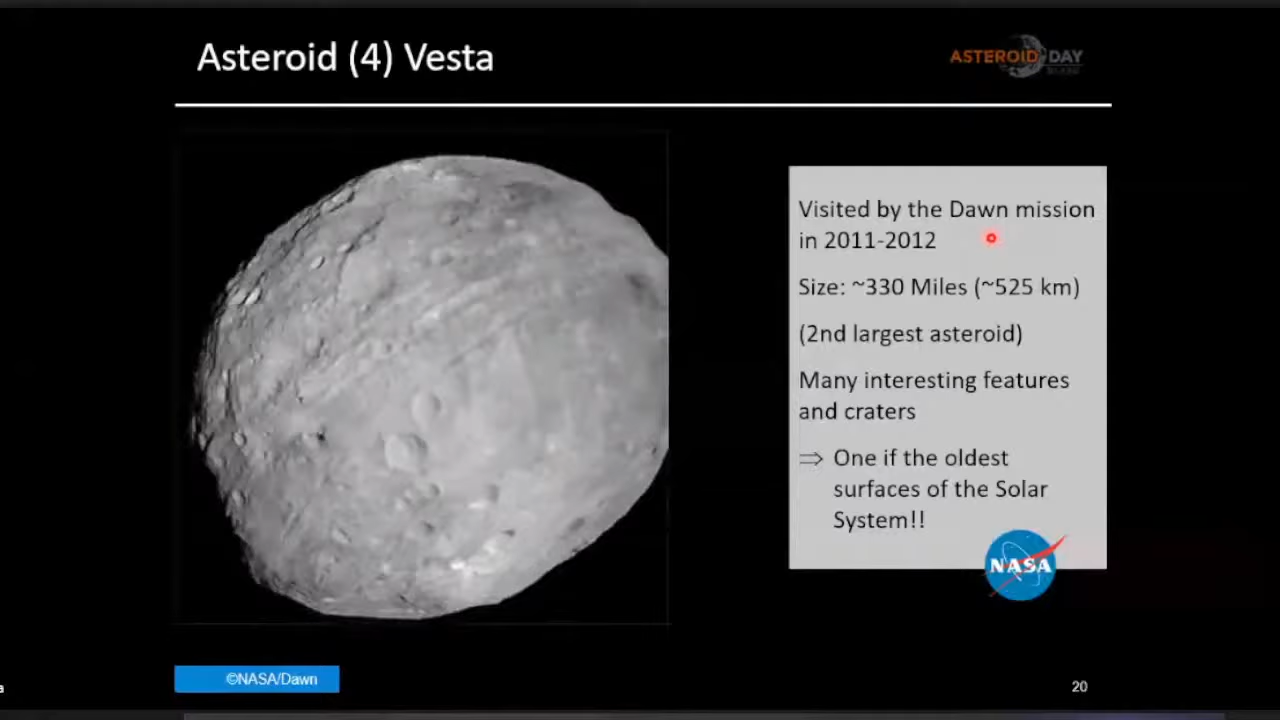 Asteroid (4) Vesta
ASTEROID DAY
Visited by the Dawn mission
in 2011-2012
Size: ~330 Miles (~525 km)
(2nd largest asteroid)
Many interesting features
and craters
⇒ One if the oldest
surfaces of the Solar
System!!
NASA
©NASA/Dawn
20